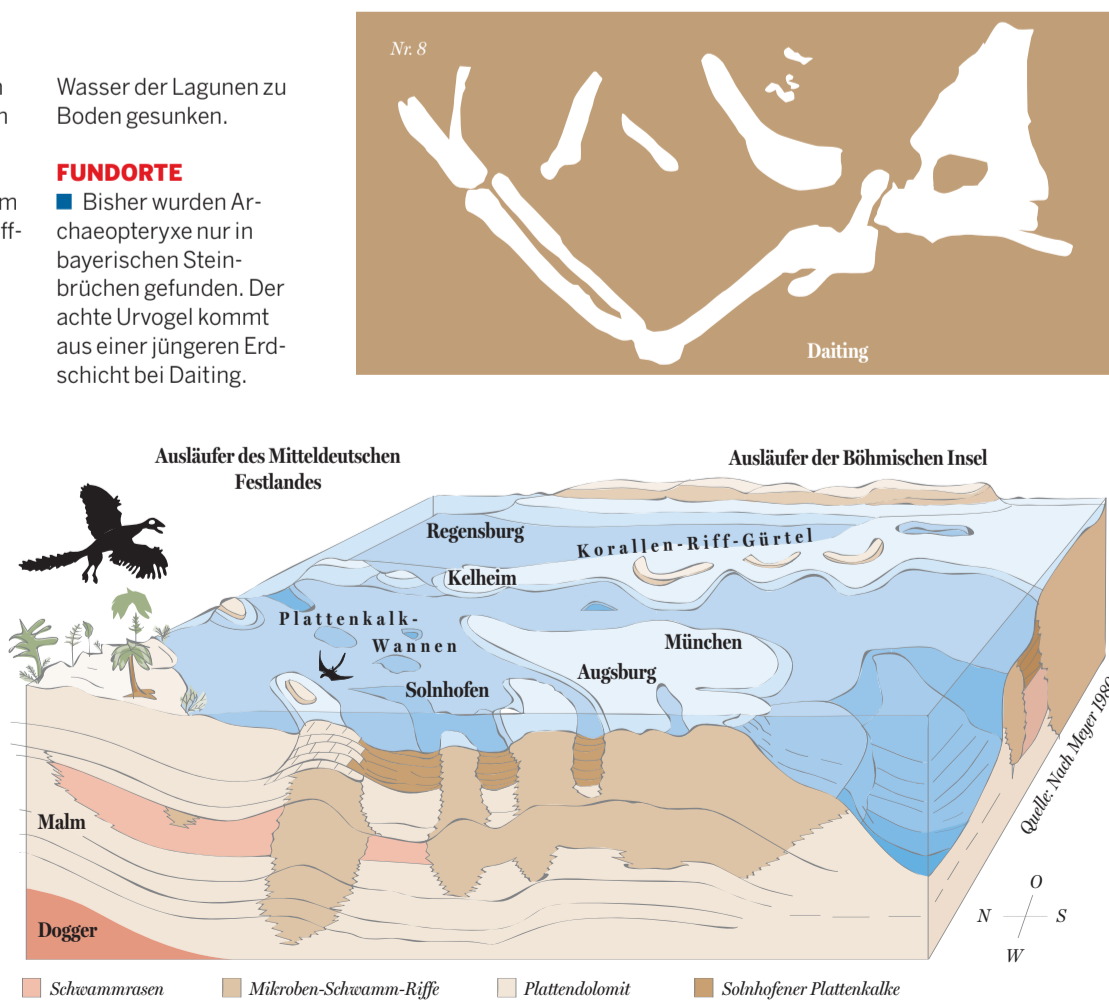 Wasser der Lagunen zu
Boden gesunken.
FUNDORTE
■ Bisher wurden Ar-
chaeopteryxe nur in
bayerischen Stein-
brüchen gefunden. Der
achte Urvogel kommt
aus einer jüngeren Erd-
schicht bei Daiting.
Nr. 8
Daiting
Ausläufer des Mitteldeutschen
Festlandes
Ausläufer der Böhmischen Insel
Regensburg
Korallen-Riff-Gürtel
Kelheim
Plattenkalk-
Wannen
München
Augsburg
Solnhofen
Malm
Dogger
O
N S
W
Schwammrasen
Mikroben-Schwamm-Riffe
Plattendolomit
Solnhofener Plattenkalke
Quelle: Nach Meyer